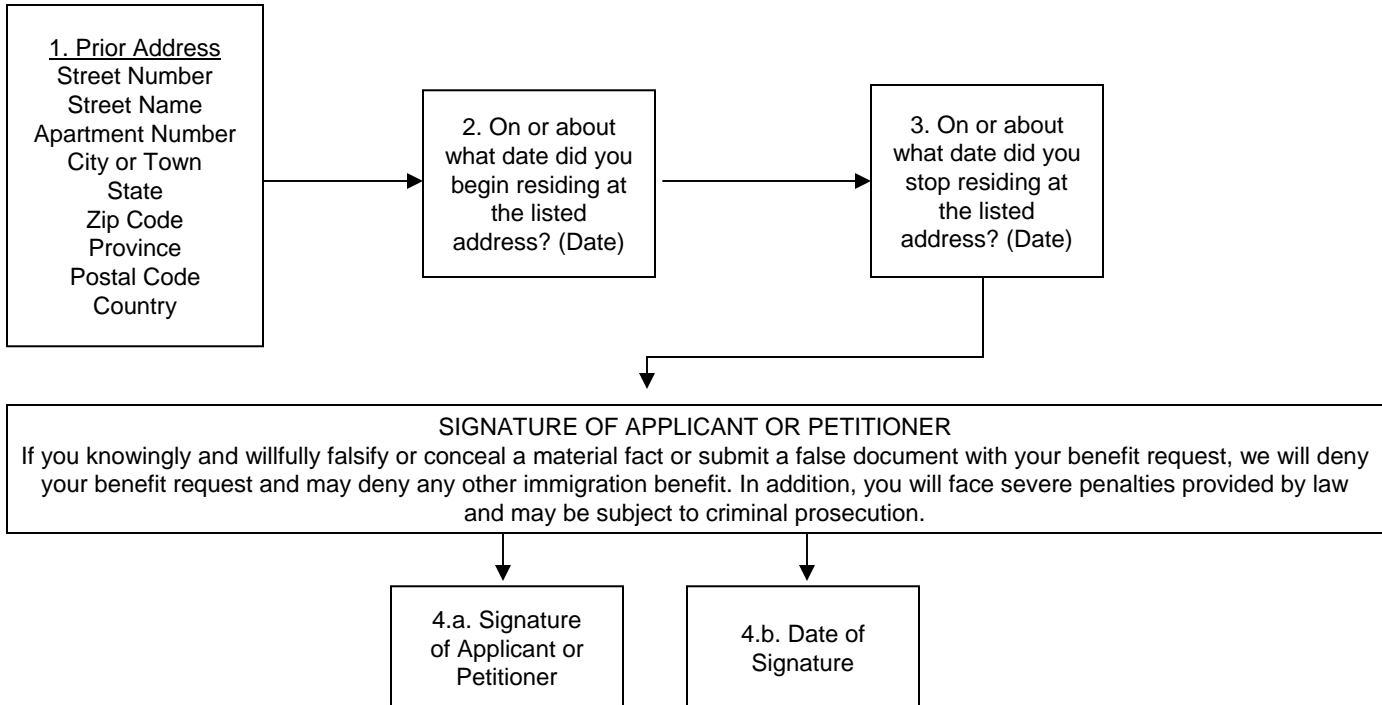 1. Prior Address
Street Number
Street Name
Apartment Number
City or Town
State
Zip Code
Province
Postal Code
Country
2. On or about
what date did you
begin residing at
the listed
address? (Date)
3. On or about
what date did you
stop residing at
the listed
address? (Date)
SIGNATURE OF APPLICANT OR PETITIONER
If you knowingly and willfully falsify or conceal a material fact or submit a false document with your benefit request, we will deny
your benefit request and may deny any other immigration benefit. In addition, you will face severe penalties provided by law
and may be subject to criminal prosecution.
4.a. Signature
of Applicant or
Petitioner
4.b. Date of
Signature